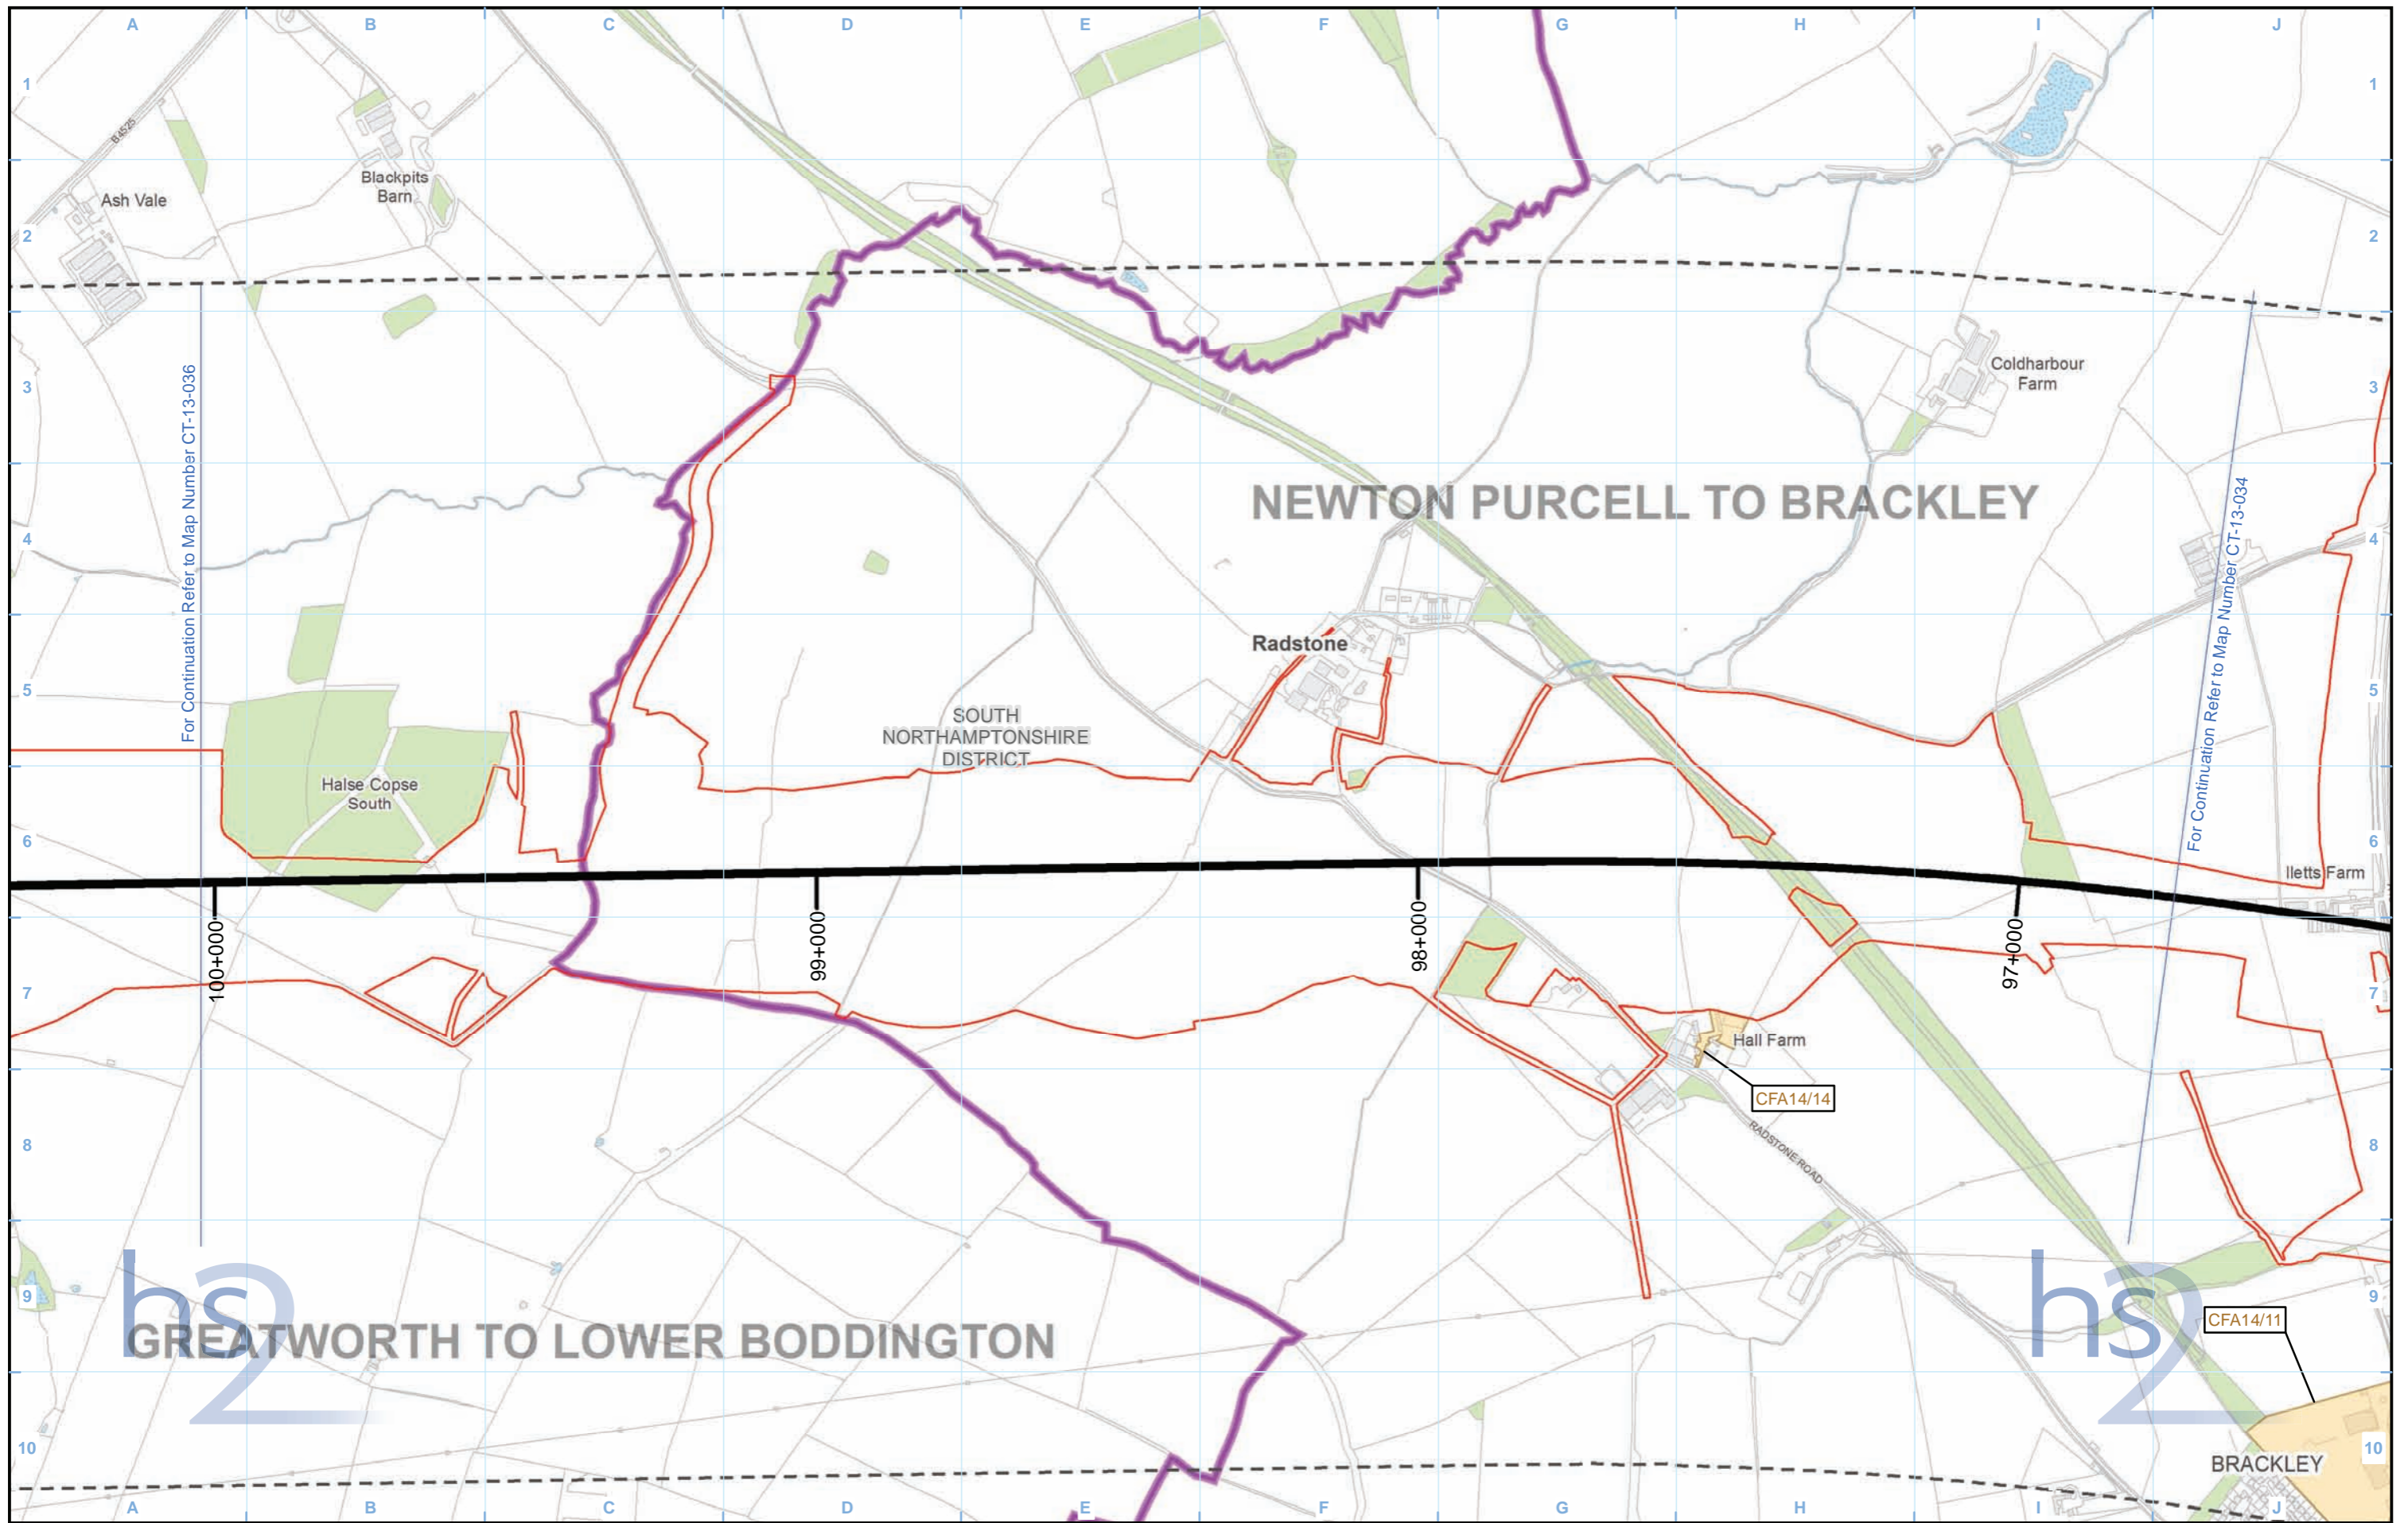 A B C D E F G H I J
1 1
B 4525
Blackpits
Barn
Ash Vale
2 2
Coldharbour
Farm
3 3
For Continuation Refer to Map Number CT-13-036
NEWTON PURCELL TO BRACKLEY
For Continuation Refer to Map Number CT-13-034
4 4
Radstone
5 5
SOUTH
NORTHAMPTONSHIRE
DISTRICT
Halse Copse
South
6 6
Iletts Farm
100+000
99+000
98+000
97+000
7 7
Hall Farm
CFA14/14
8 8
RADSTONE ROAD
hs2
hs2
9 9
CFA14/11
GREATWORTH TO LOWER BODDINGTON
10 10
BRACKLEY
A B C D E F G H I J